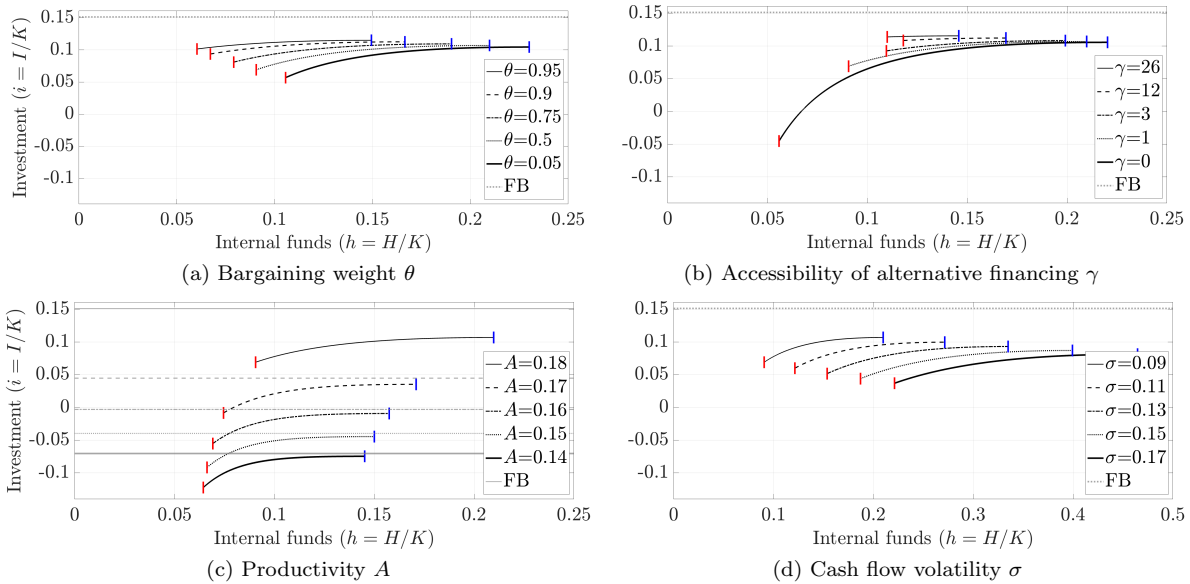 0.15
0.1
0.05
0
-0.05
-0.1
Investment (i = I/K)
θ=0.95
θ=0.9
θ=0.75
θ=0.5
θ=0.05
FB
0 0.05 0.1 0.15 0.2 0.25
Internal funds (h = H/K)
(a) Bargaining weight θ
0.15
0.1
0.05
0
-0.05
-0.1
γ=26
γ=12
γ=3
γ=1
γ=0
FB
0 0.05 0.1 0.15 0.2 0.25
Internal funds (h = H/K)
(b) Accessibility of alternative financing γ
0.15
0.1
0.05
0
-0.05
-0.1
Investment (i = I/K)
A=0.18
A=0.17
A=0.16
A=0.15
A=0.14
FB
0 0.05 0.1 0.15 0.2 0.25
Internal funds (h = H/K)
(c) Productivity A
0.15
0.1
0.05
0
-0.05
-0.1
σ=0.09
σ=0.11
σ=0.13
σ=0.15
σ=0.17
FB
0 0.1 0.2 0.3 0.4 0.5
Internal funds (h = H/K)
(d) Cash flow volatility σ